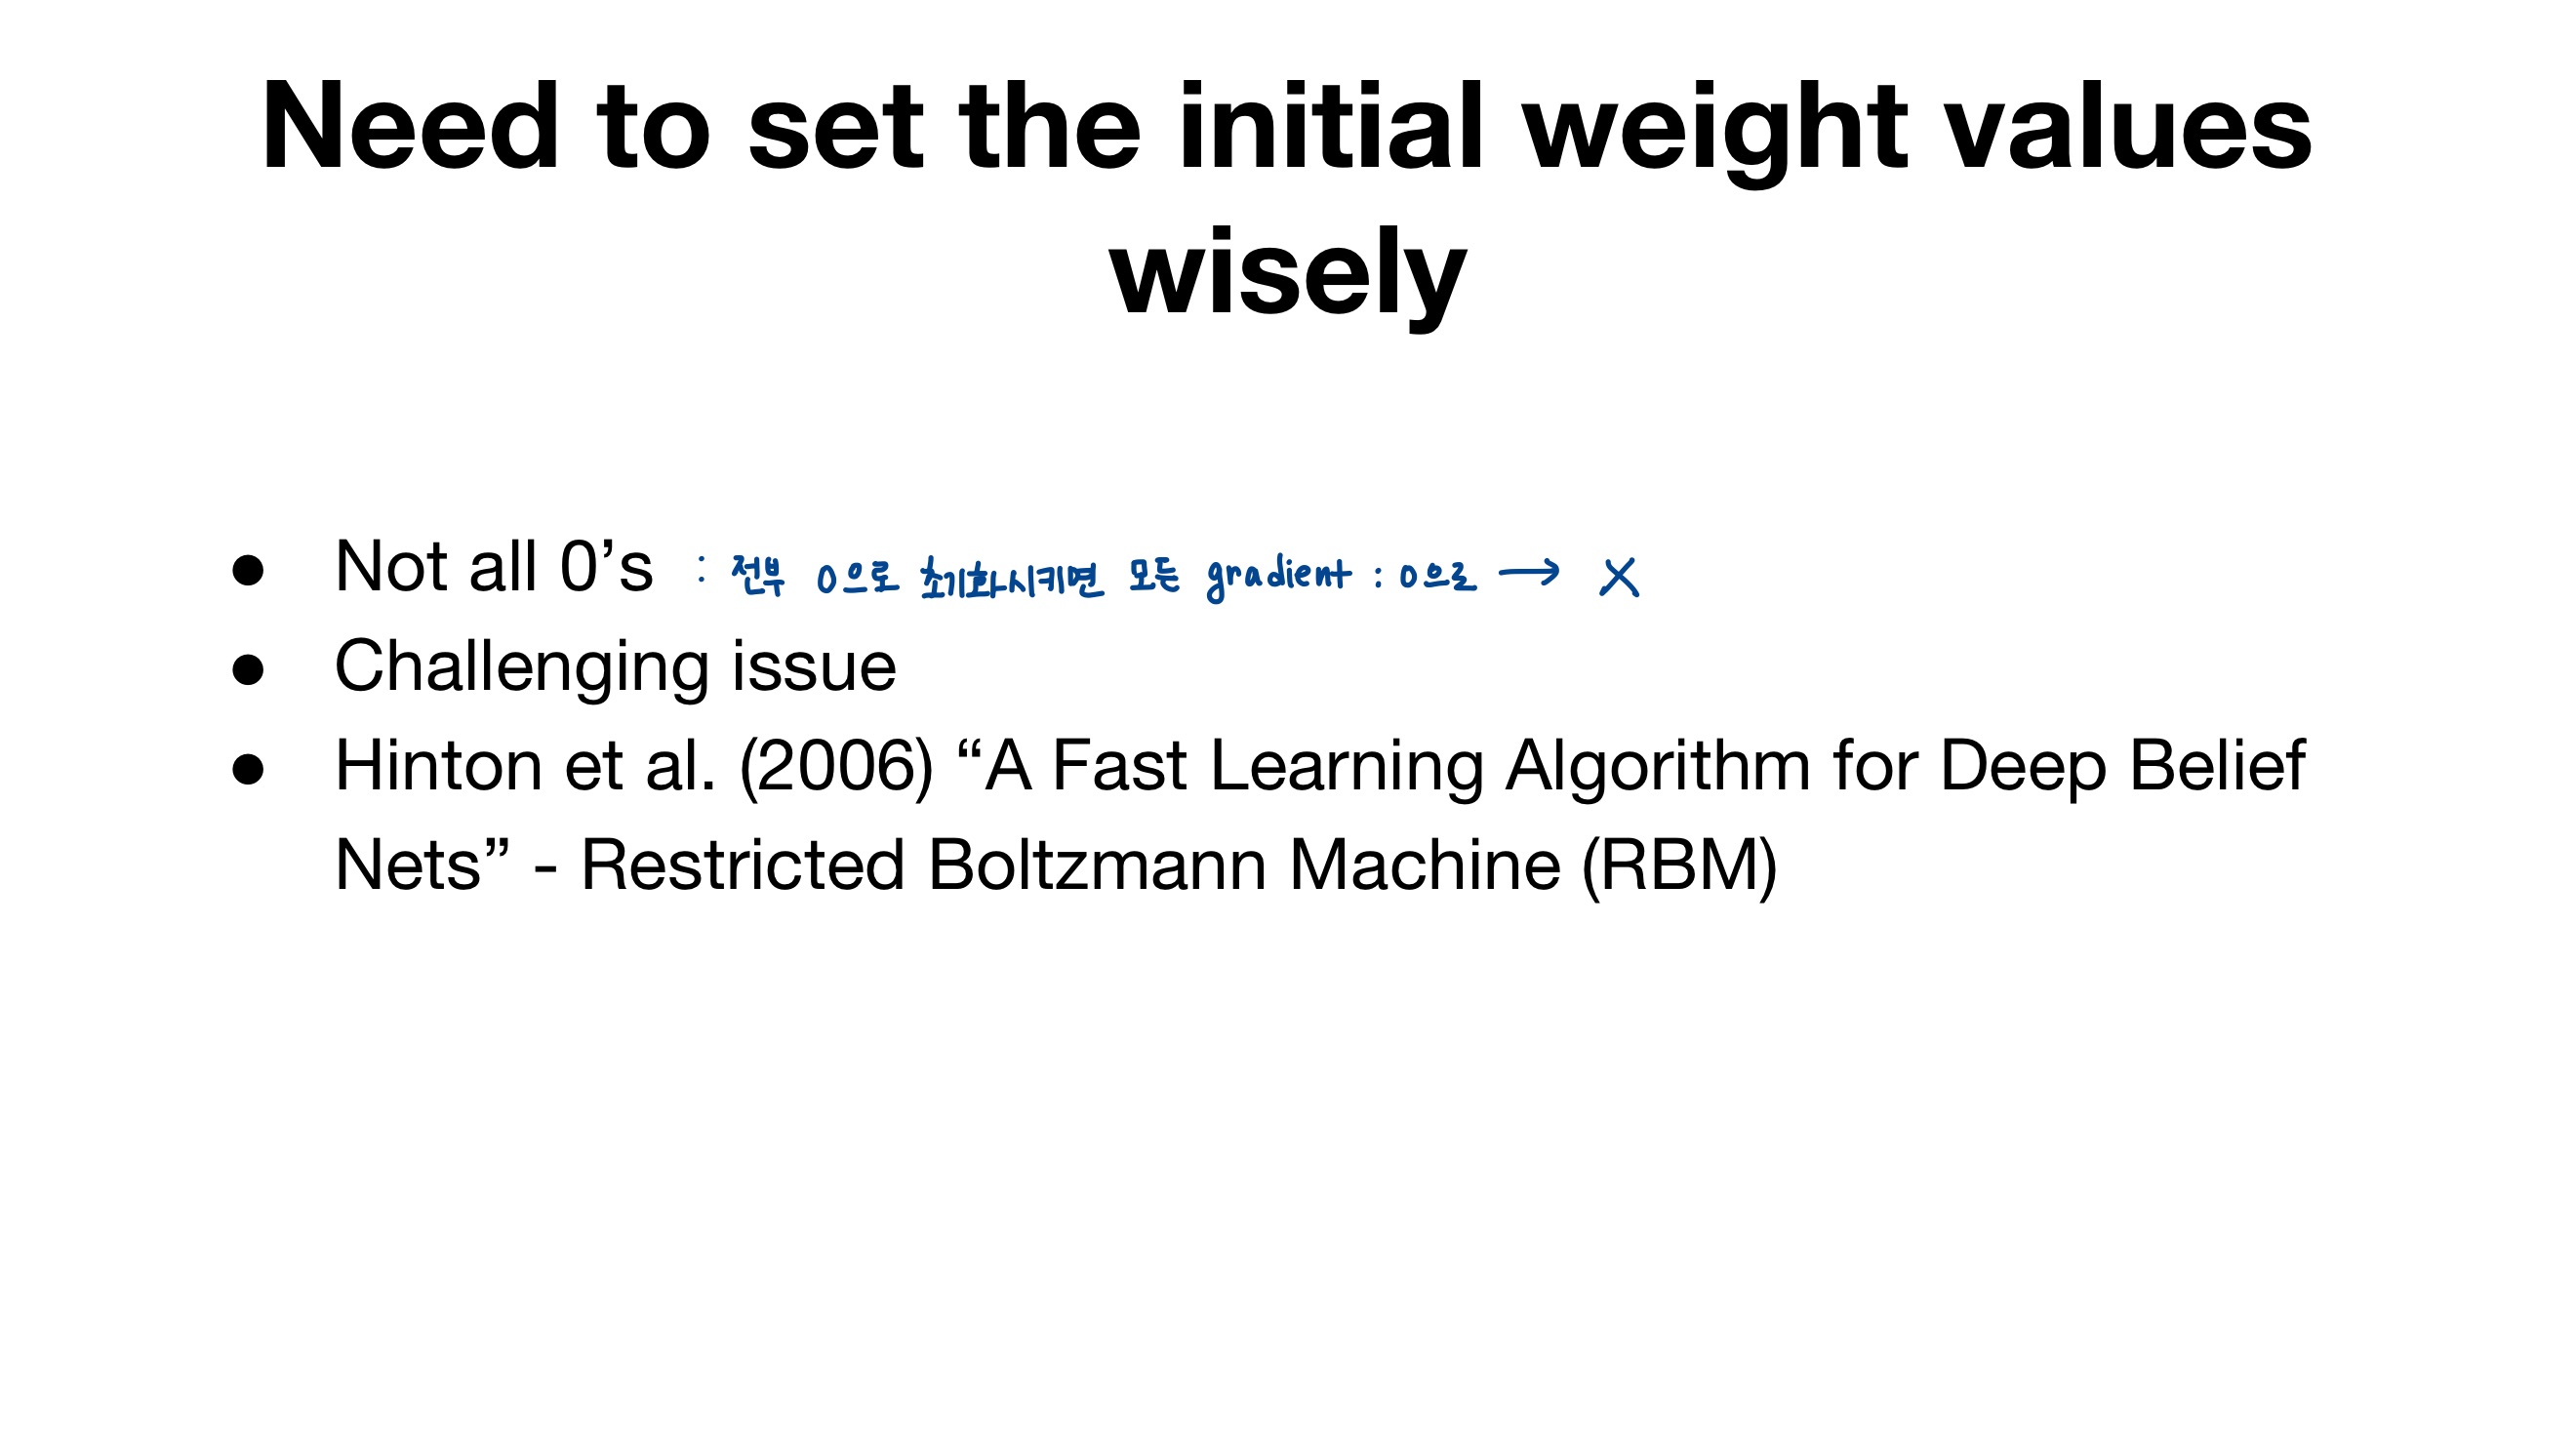 Need to set the initial weight values
wisely
● Not all 0’s : 전부 0으로 초기화시키면 모든 gradient : 0으로 → X
● Challenging issue
● Hinton et al. (2006) “A Fast Learning Algorithm for Deep Belief
Nets” - Restricted Boltzmann Machine (RBM)